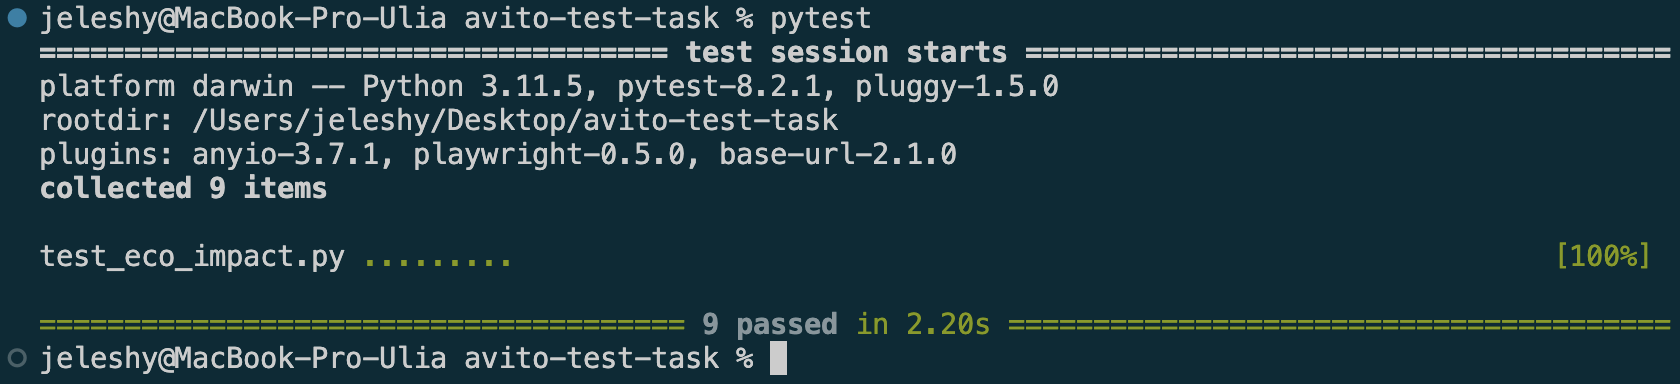 jeleshy@MacBook-Pro-Ulia avito-test-task % pytest
===================================== test session starts ======================================
platform darwin -- Python 3.11.5, pytest-8.2.1, pluggy-1.5.0
rootdir: /Users/jeleshy/Desktop/avito-test-task
plugins: anyio-3.7.1, playwright-0.5.0, base-url-2.1.0
collected 9 items
test_eco_impact.py ......... [100%]
====================================== 9 passed in 2.20s =======================================
jeleshy@MacBook-Pro-Ulia avito-test-task %